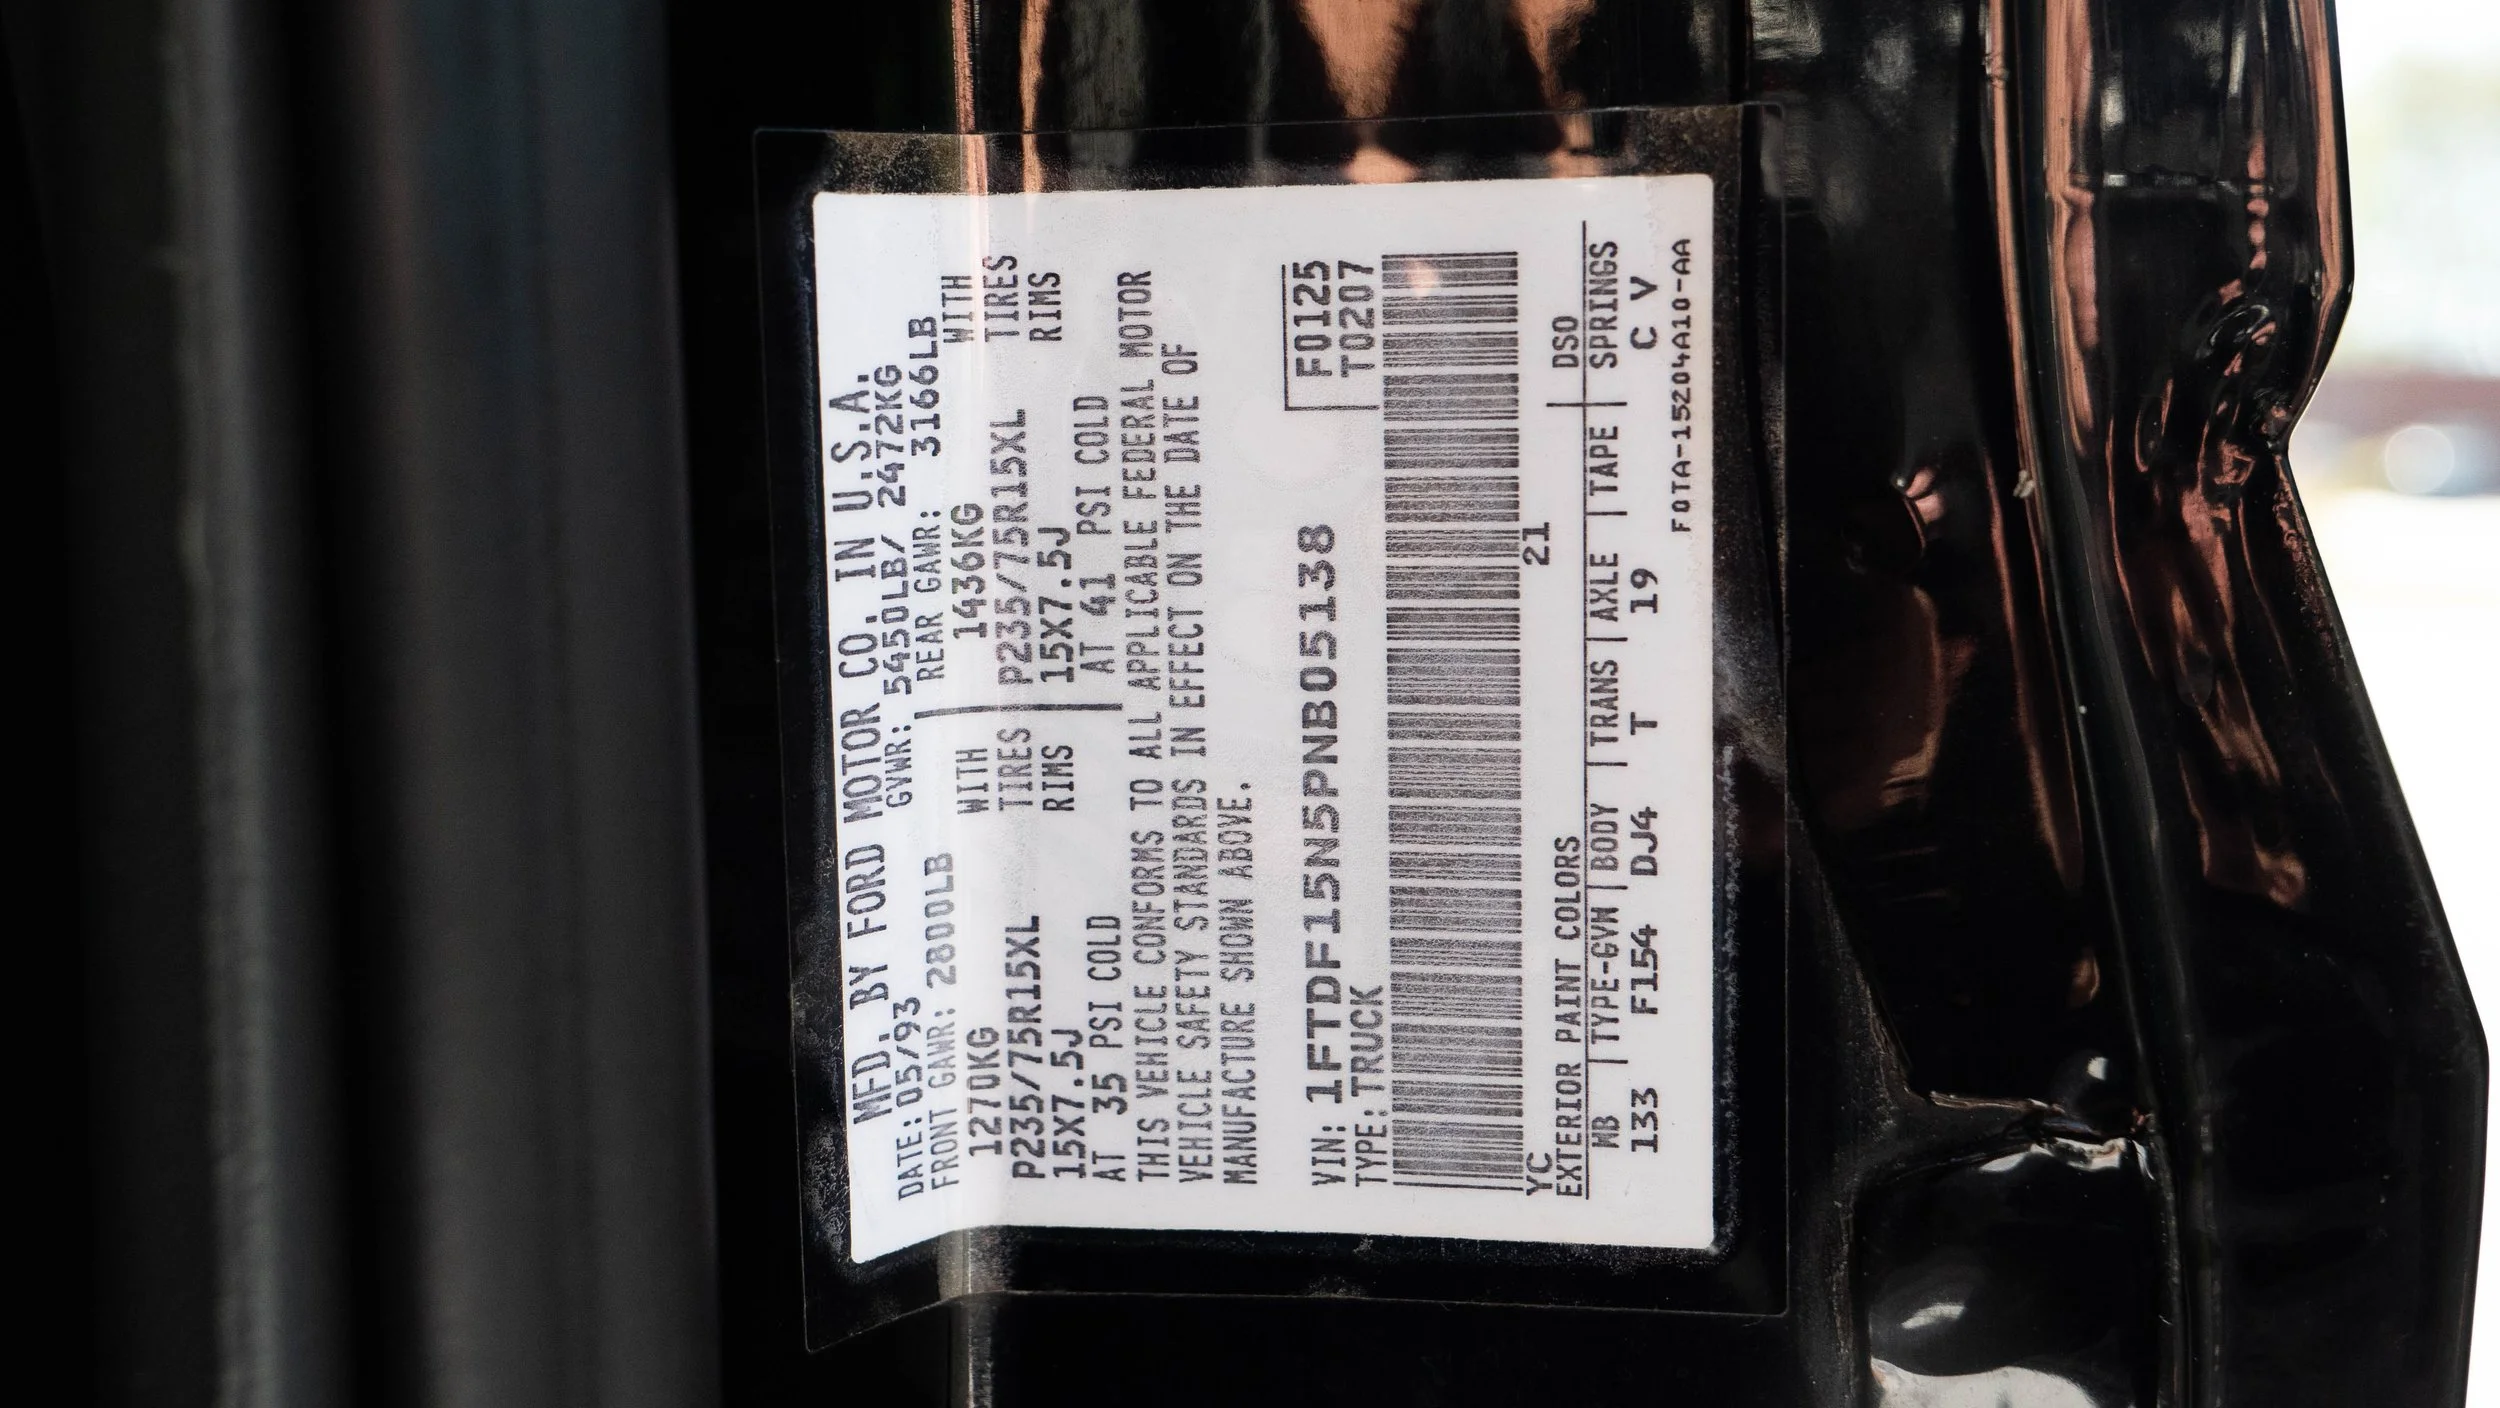 MFD. BY FORD MOTOR CO. IN U.S.A.
DATE: 05/93 GVWR: 5450LB/ 2472KG
FRONT GAWR: 2800LB REAR GAWR: 3166LB
1270KG WITH 1436KG WITH
P235/75R15XL TIRES P235/75R15XL TIRES
15X7.5J RIMS 15X7.5J RIMS
AT 35 PSI COLD AT 41 PSI COLD
THIS VEHICLE CONFORMS TO ALL APPLICABLE FEDERAL MOTOR
VEHICLE SAFETY STANDARDS IN EFFECT ON THE DATE OF
MANUFACTURE SHOWN ABOVE.
F0125
VIN: 1FTDF15N5PNB05138
T0207
TYPE: TRUCK
YC 21
EXTERIOR PAINT COLORS DSO
WB TYPE-GVW BODY TRANS AXLE TAPE SPRINGS
133 F154 DJ4 T 19 C V
F0TA-15204A10-AA